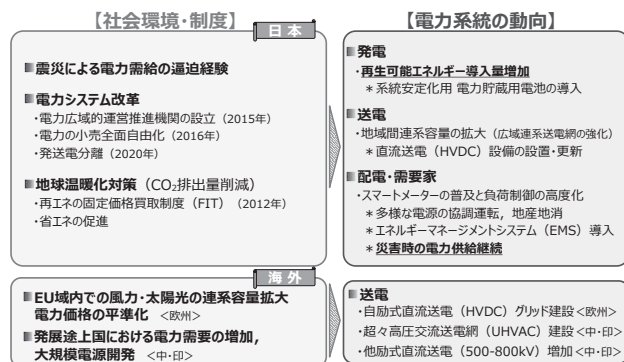 【社会環境・制度】
日本
■震災による電力需給の逼迫経験
■電力システム改革
・電力広域的運営推進機関の設立（2015年）
・電力の小売全面自由化（2016年）
・発送電分離（2020年）
■地球温暖化対策（CO₂排出量削減）
・再エネの固定価格買取制度（FIT）（2012年）
・省エネの促進
【電力系統の動向】
■発電
・再生可能エネルギー導入量増加
＊系統安定化用 電力貯蔵用電池の導入
■送電
・地域間連系容量の拡大（広域連系送電網の強化）
＊直流送電（HVDC）設備の設置・更新
■配電・需要家
・スマートメーターの普及と負荷制御の高度化
＊多様な電源の協調運転，地産地消
＊エネルギーマネージメントシステム（EMS）導入
＊災害時の電力供給継続
海外
■EU域内での風力・太陽光の連系容量拡大
電力価格の平準化 <欧州>
■発展途上国における電力需要の増加，
大規模電源開発 <中・印>
■送電
・自励式直流送電（HVDC）グリッド建設<欧州>
・超々高圧交流送電網（UHVAC）建設<中・印>
・他励式直流送電（500-800kV）増加<中・印>